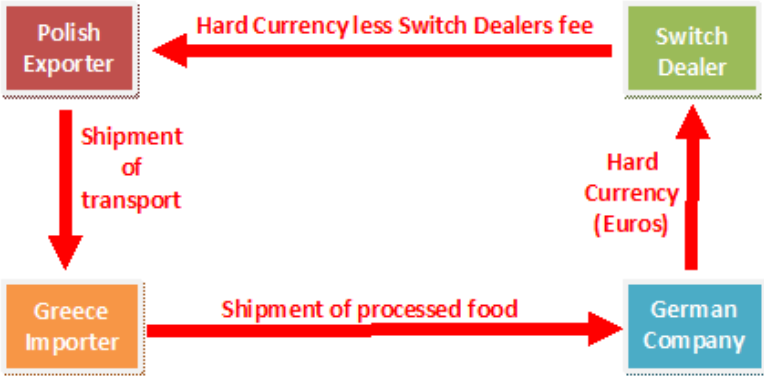 Hard Currency less Switch Dealers fee
Polish
Exporter
Switch
Dealer
Shipment
of
transport
Hard
Currency
(Euros)
Greece
Importer
Shipment of processed food
German
Company